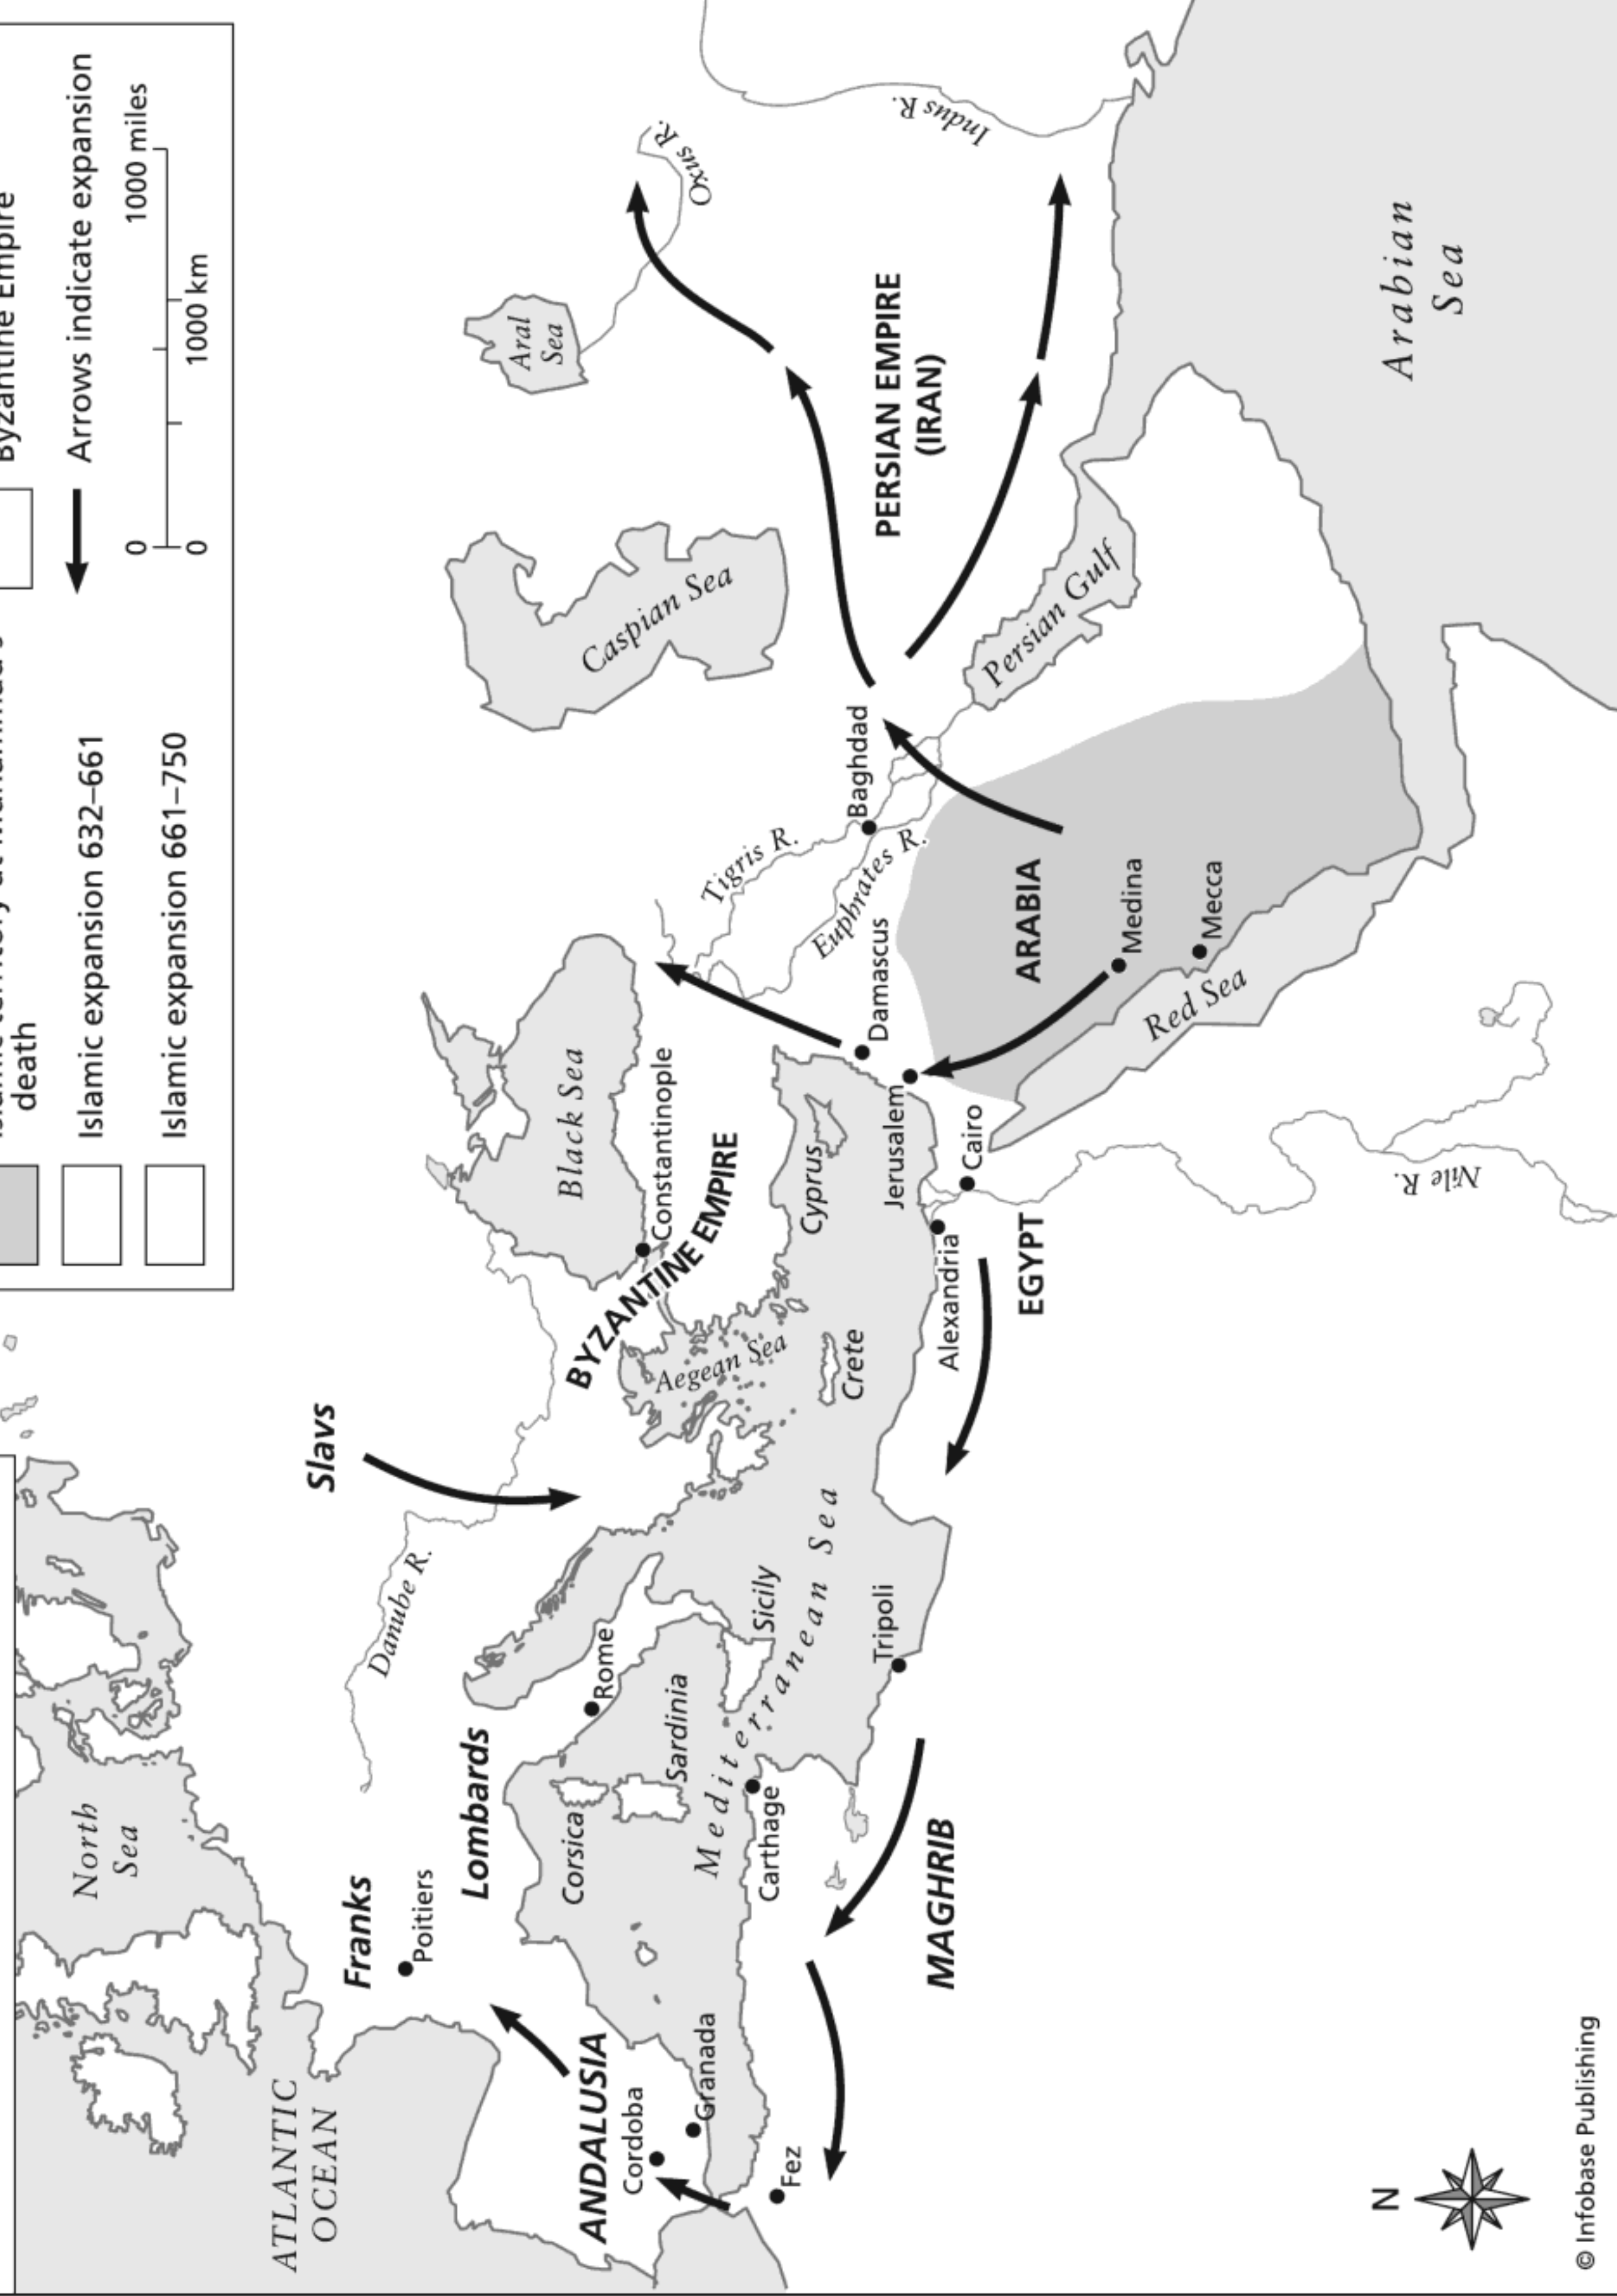 death
Islamic expansion 632–661
Islamic expansion 661–750
Byzantine Empire
Arrows indicate expansion
0 1000 miles
0 1000 km
North
Sea
ATLANTIC
OCEAN
Franks
Poitiers
Lombards
Danube R.
Slavs
Black Sea
Constantinople
BYZANTINE EMPIRE
Aegean Sea
Caspian Sea
Aral
Sea
Oxus R.
Indus R.
ANDALUSIA
Cordoba
Granada
Fez
Corsica
Sardinia
Rome
Sicily
Mediterranean Sea
Carthage
Tripoli
MAGHRIB
Crete
Cyprus
Alexandria
Cairo
EGYPT
Nile R.
Jerusalem
Damascus
Tigris R.
Euphrates R.
Baghdad
PERSIAN EMPIRE
(IRAN)
Persian Gulf
ARABIA
Medina
Mecca
Red Sea
Arabian
Sea
N
© Infobase Publishing